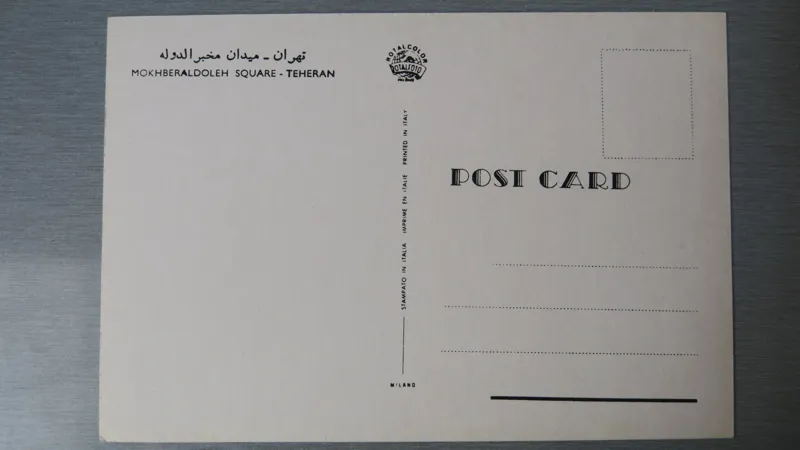 تهران - میدان مخبرالدوله
MOKHBERALDOLEH SQUARE - TEHERAN
ROTALCOLOR
ROTALFOTO
STAMPATO IN ITALIA IMPRIME EN ITALIE PRINTED IN ITALY
MILANO
POST CARD